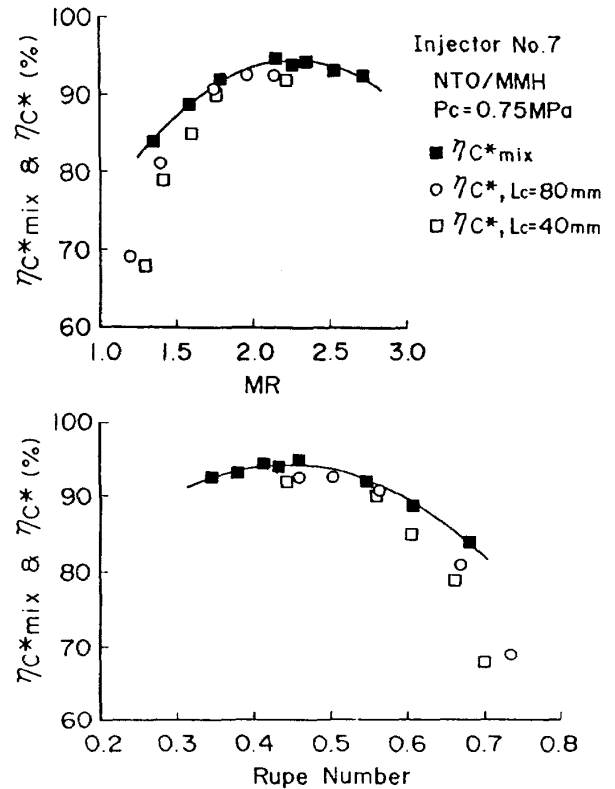 100
90
80
70
60
ηC*mix & ηC* (%)
1.0 1.5 2.0 2.5 3.0
MR
Injector No.7
NTO/MMH
Pc=0.75MPa
■ ηC*mix
○ ηC*, Lc=80mm
□ ηC*, Lc=40mm
100
90
80
70
60
ηC*mix & ηC* (%)
0.2 0.3 0.4 0.5 0.6 0.7 0.8
Rupe Number